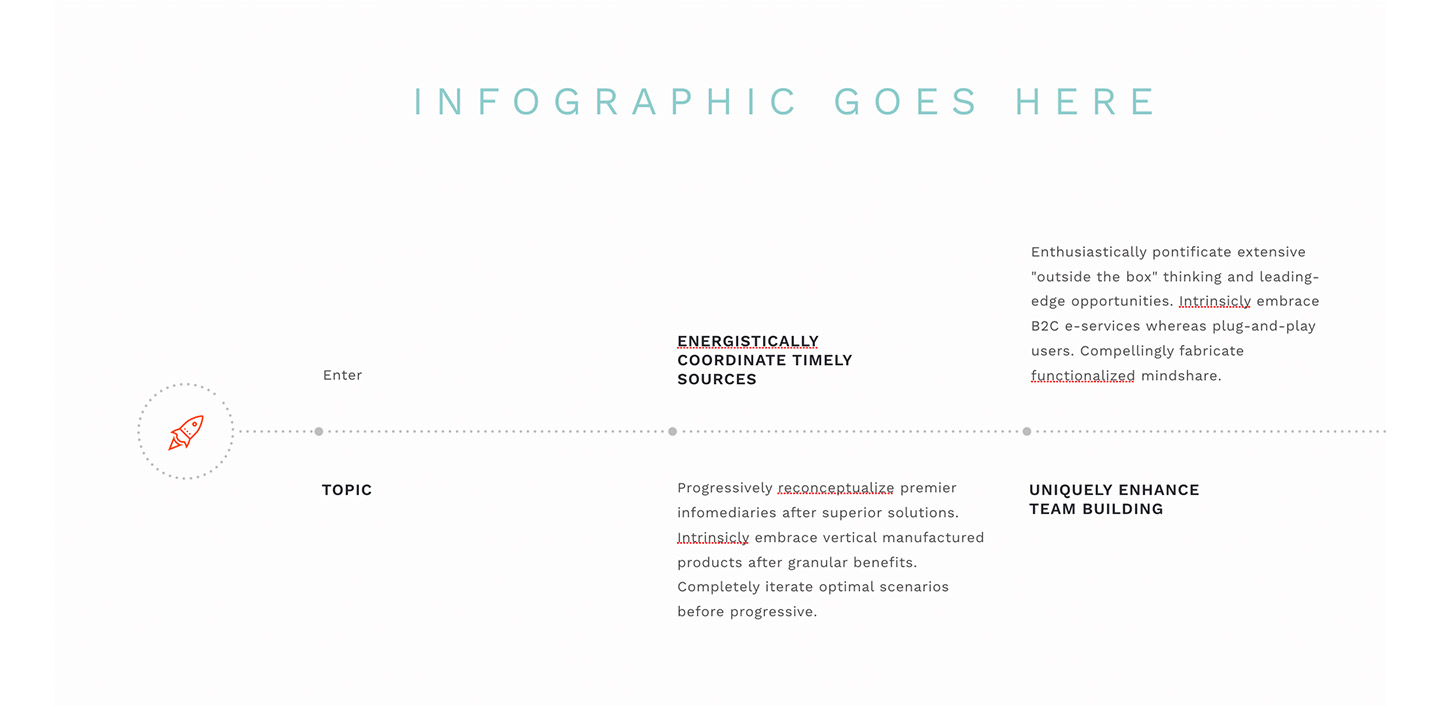 INFOGRAPHIC GOES HERE
Enter
TOPIC
ENERGISTICALLY
COORDINATE TIMELY
SOURCES
Progressively reconceptualize premier
infomediaries after superior solutions.
Intrinsicly embrace vertical manufactured
products after granular benefits.
Completely iterate optimal scenarios
before progressive.
Enthusiastically pontificate extensive
"outside the box" thinking and leading-
edge opportunities. Intrinsicly embrace
B2C e-services whereas plug-and-play
users. Compellingly fabricate
functionalized mindshare.
UNIQUELY ENHANCE
TEAM BUILDING